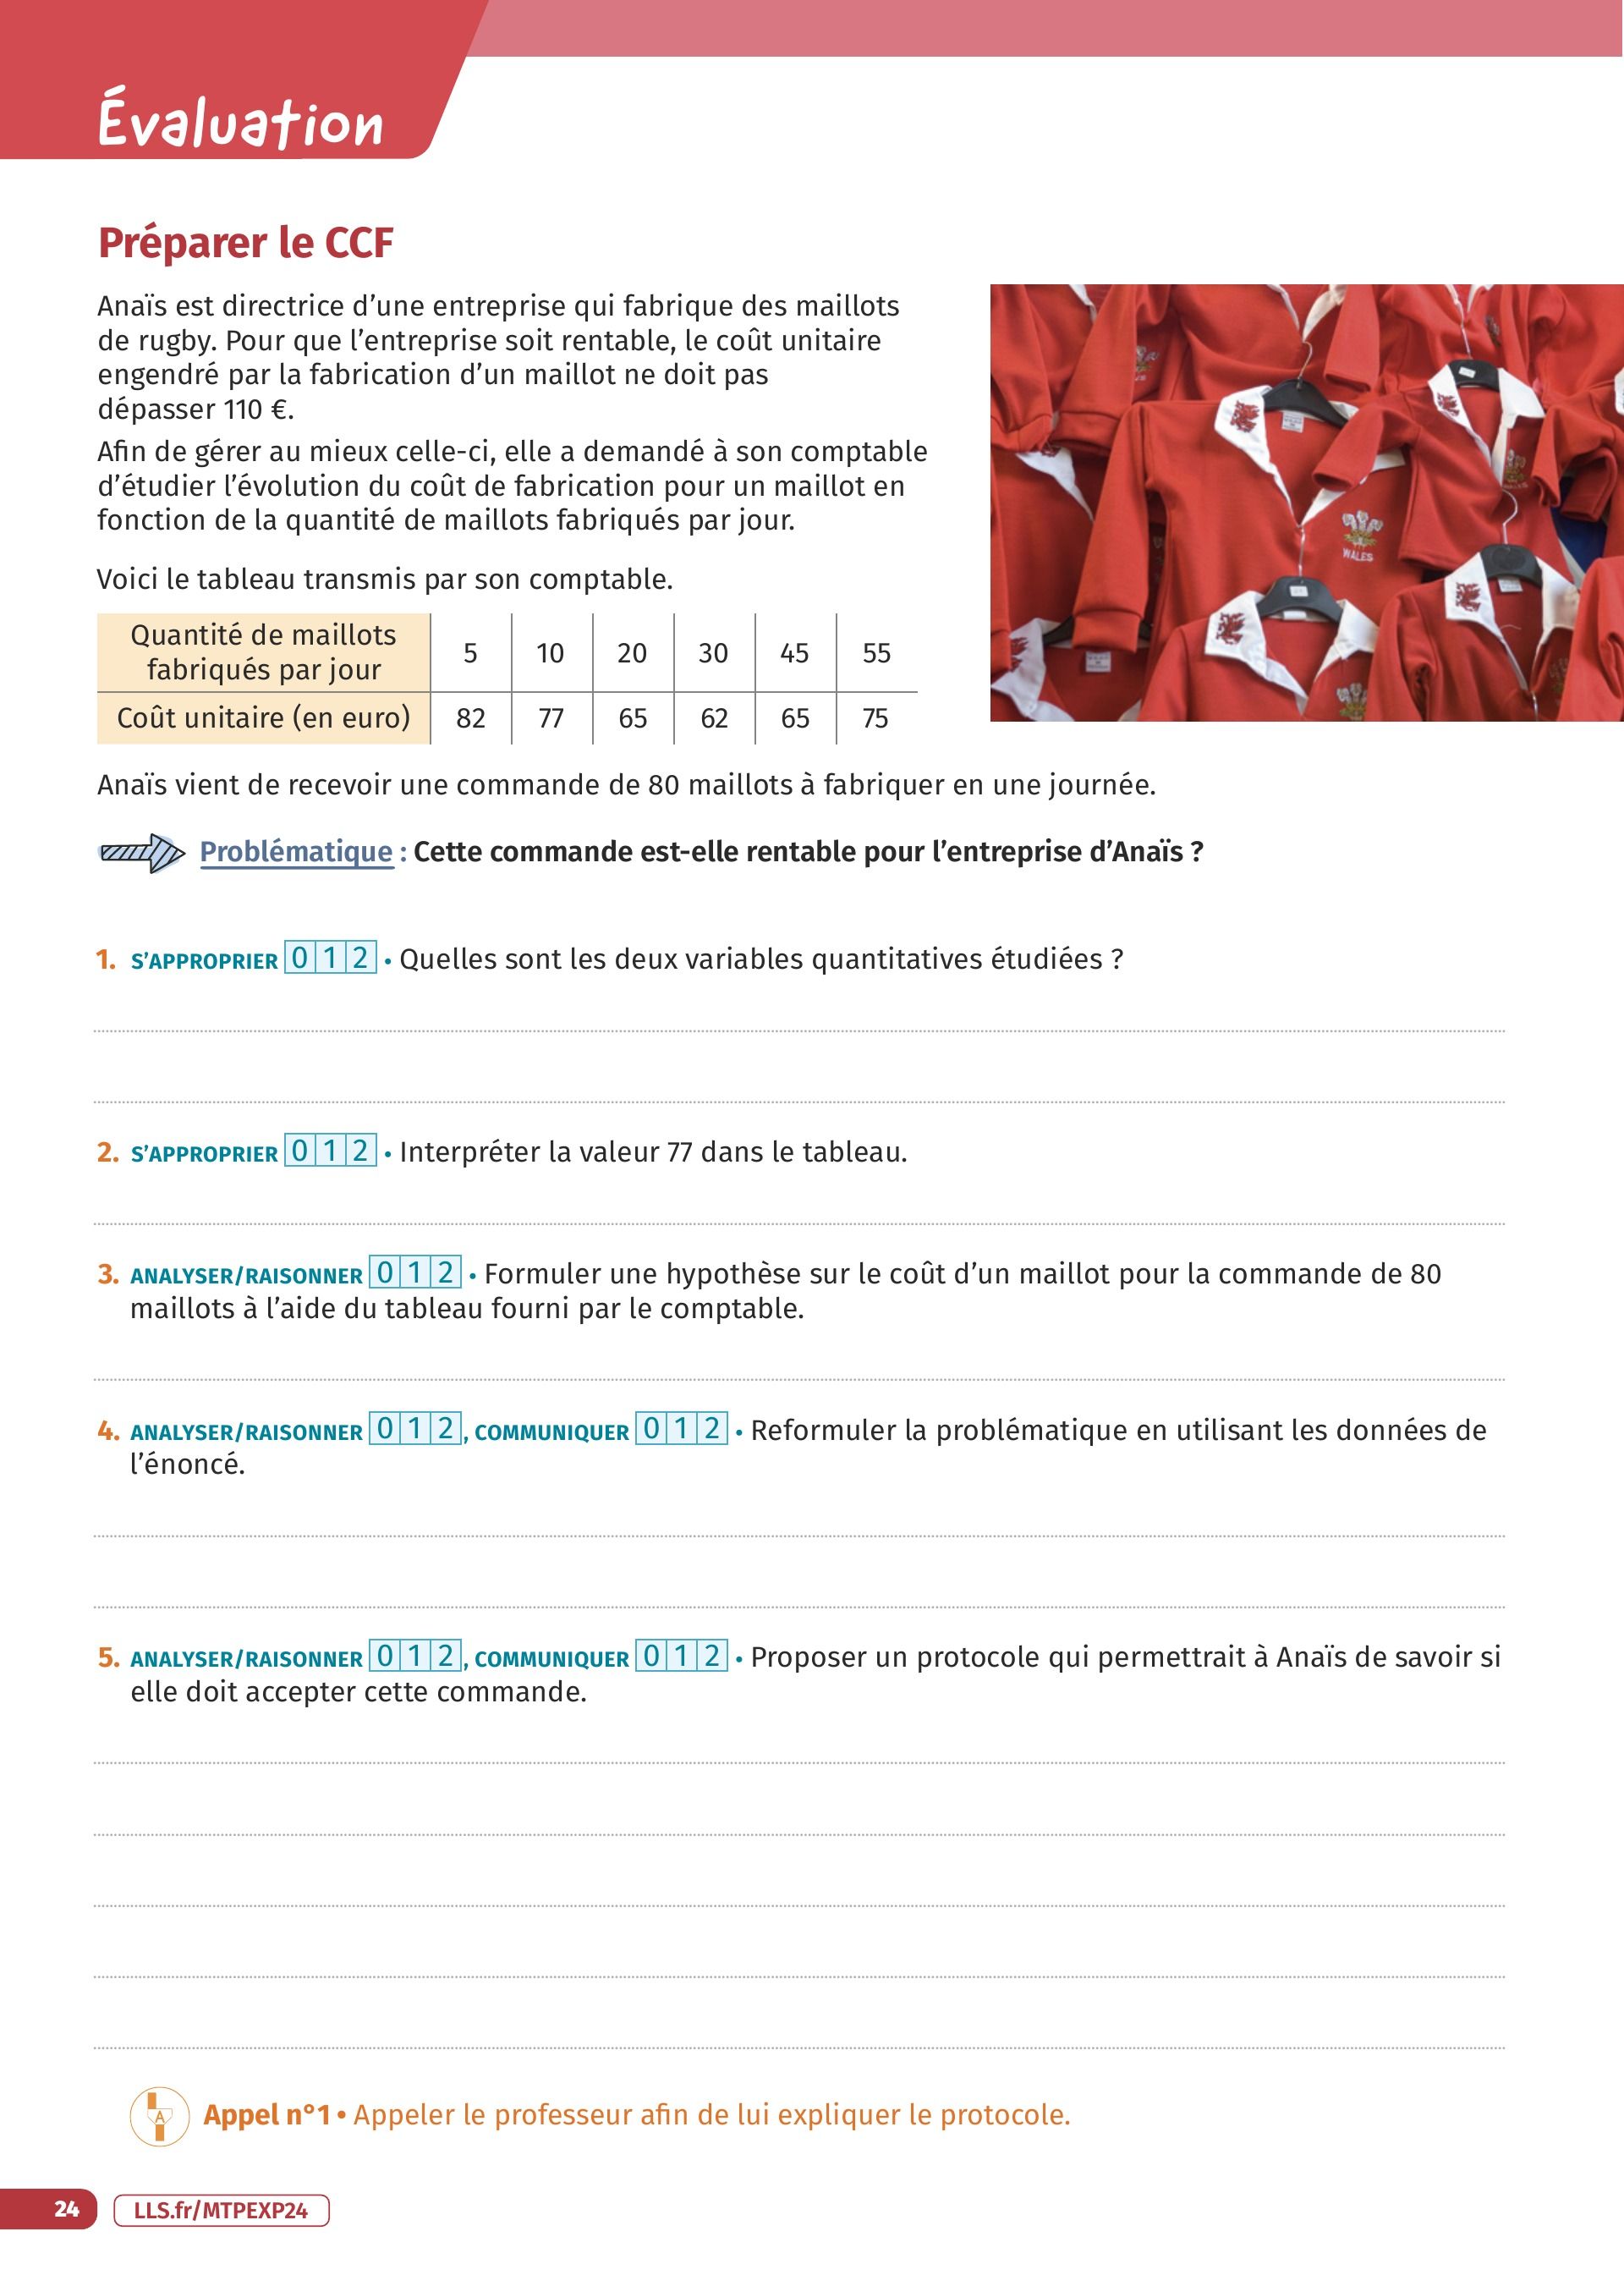 Évaluation
Préparer le CCF
Anaïs est directrice d’une entreprise qui fabrique des maillots
de rugby. Pour que l’entreprise soit rentable, le coût unitaire
engendré par la fabrication d’un maillot ne doit pas
dépasser 110 €.
Afin de gérer au mieux celle-ci, elle a demandé à son comptable
d’étudier l’évolution du coût de fabrication pour un maillot en
fonction de la quantité de maillots fabriqués par jour.
WALES
Voici le tableau transmis par son comptable.
Quantité de maillots
fabriqués par jour 5 10 20 30 45 55
Coût unitaire (en euro) 82 77 65 62 65 75
Anaïs vient de recevoir une commande de 80 maillots à fabriquer en une journée.
Problématique : Cette commande est-elle rentable pour l’entreprise d’Anaïs ?
1. S’APPROPRIER 0 1 2 • Quelles sont les deux variables quantitatives étudiées ?
2. S’APPROPRIER 0 1 2 • Interpréter la valeur 77 dans le tableau.
3. ANALYSER/RAISONNER 0 1 2 • Formuler une hypothèse sur le coût d’un maillot pour la commande de 80
maillots à l’aide du tableau fourni par le comptable.
4. ANALYSER/RAISONNER 0 1 2, COMMUNIQUER 0 1 2 • Reformuler la problématique en utilisant les données de
l’énoncé.
5. ANALYSER/RAISONNER 0 1 2, COMMUNIQUER 0 1 2 • Proposer un protocole qui permettrait à Anaïs de savoir si
elle doit accepter cette commande.
A
Appel n°1 • Appeler le professeur afin de lui expliquer le protocole.
24
LLS.fr/MTPEXP24